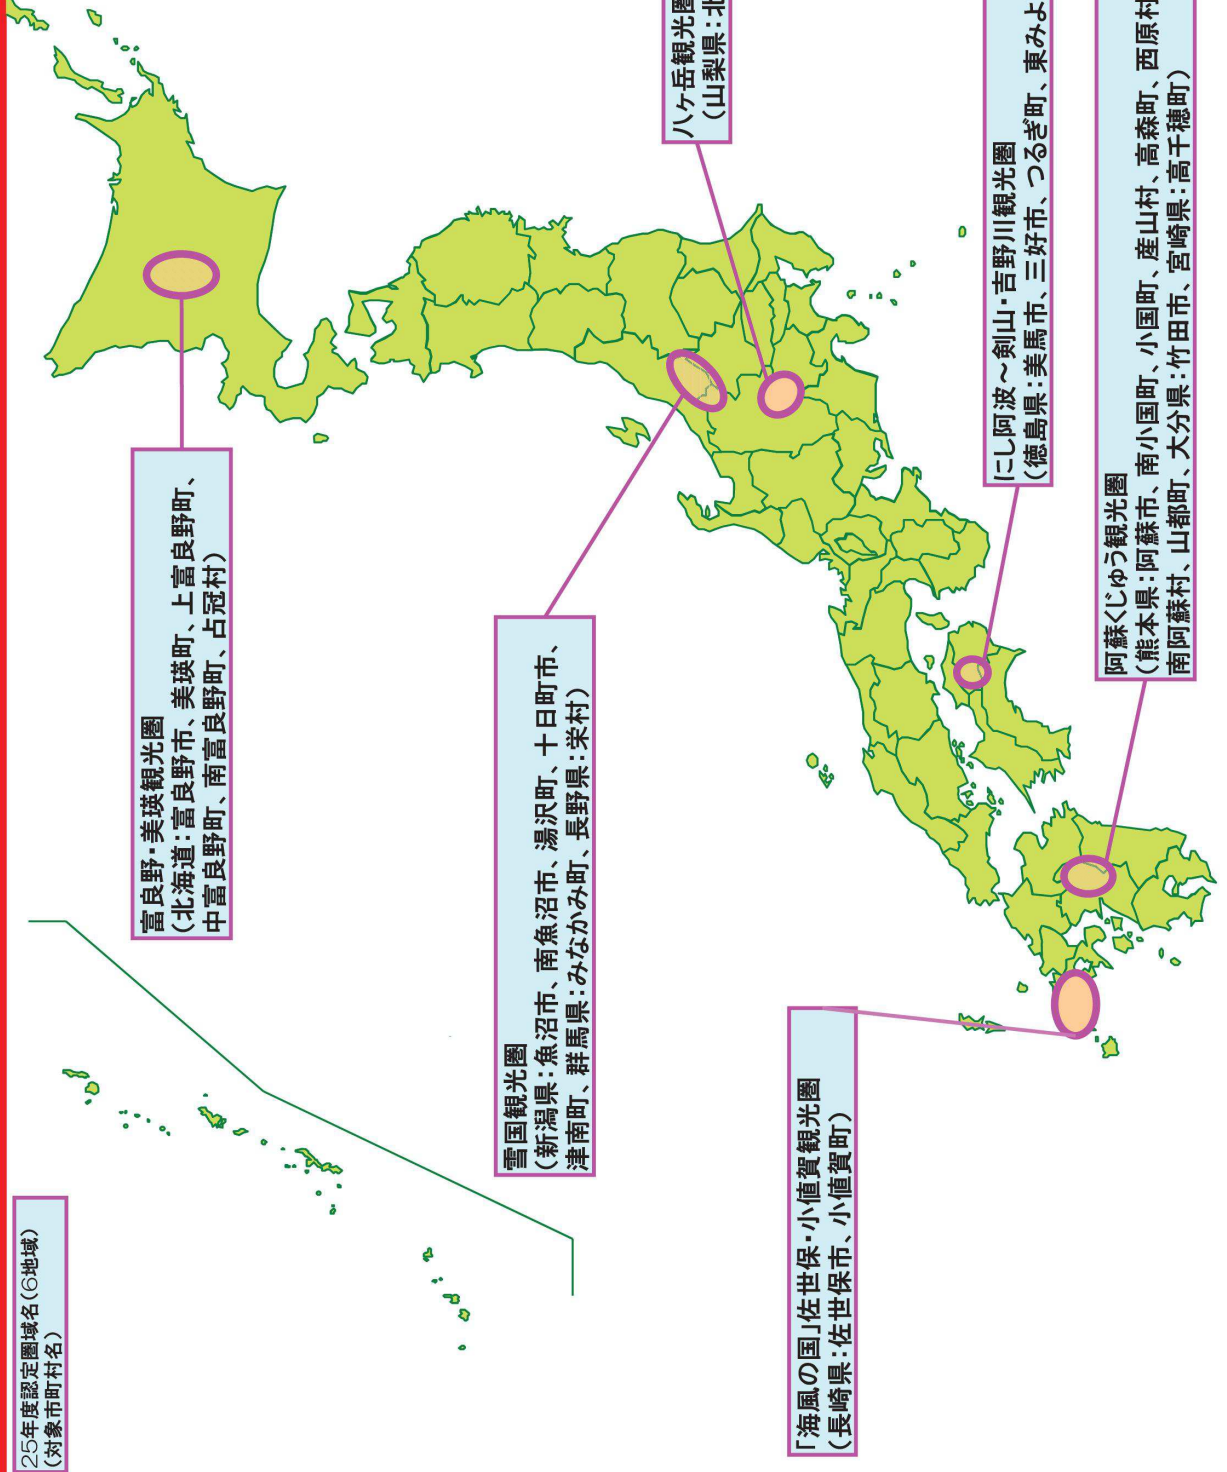 25年度認定圏域名(6地域)
(対象市町村名)
富良野・美瑛観光圏
(北海道:富良野市、美瑛町、上富良野町、
中富良野町、南富良野町、占冠村)
雪国観光圏
(新潟県:魚沼市、南魚沼市、湯沢町、十日町市、
津南町、群馬県:みなかみ町、長野県:栄村)
八ヶ岳観光圏
(山梨県:北
「海風の国」佐世保・小値賀観光圏
(長崎県:佐世保市、小値賀町)
にし阿波～剣山・吉野川観光圏
(徳島県:美馬市、三好市、つるぎ町、東みよ
阿蘇くじゅう観光圏
(熊本県:阿蘇市、南小国町、小国町、産山村、高森町、西原村
南阿蘇村、山都町、大分県:竹田市、宮崎県:高千穂町)